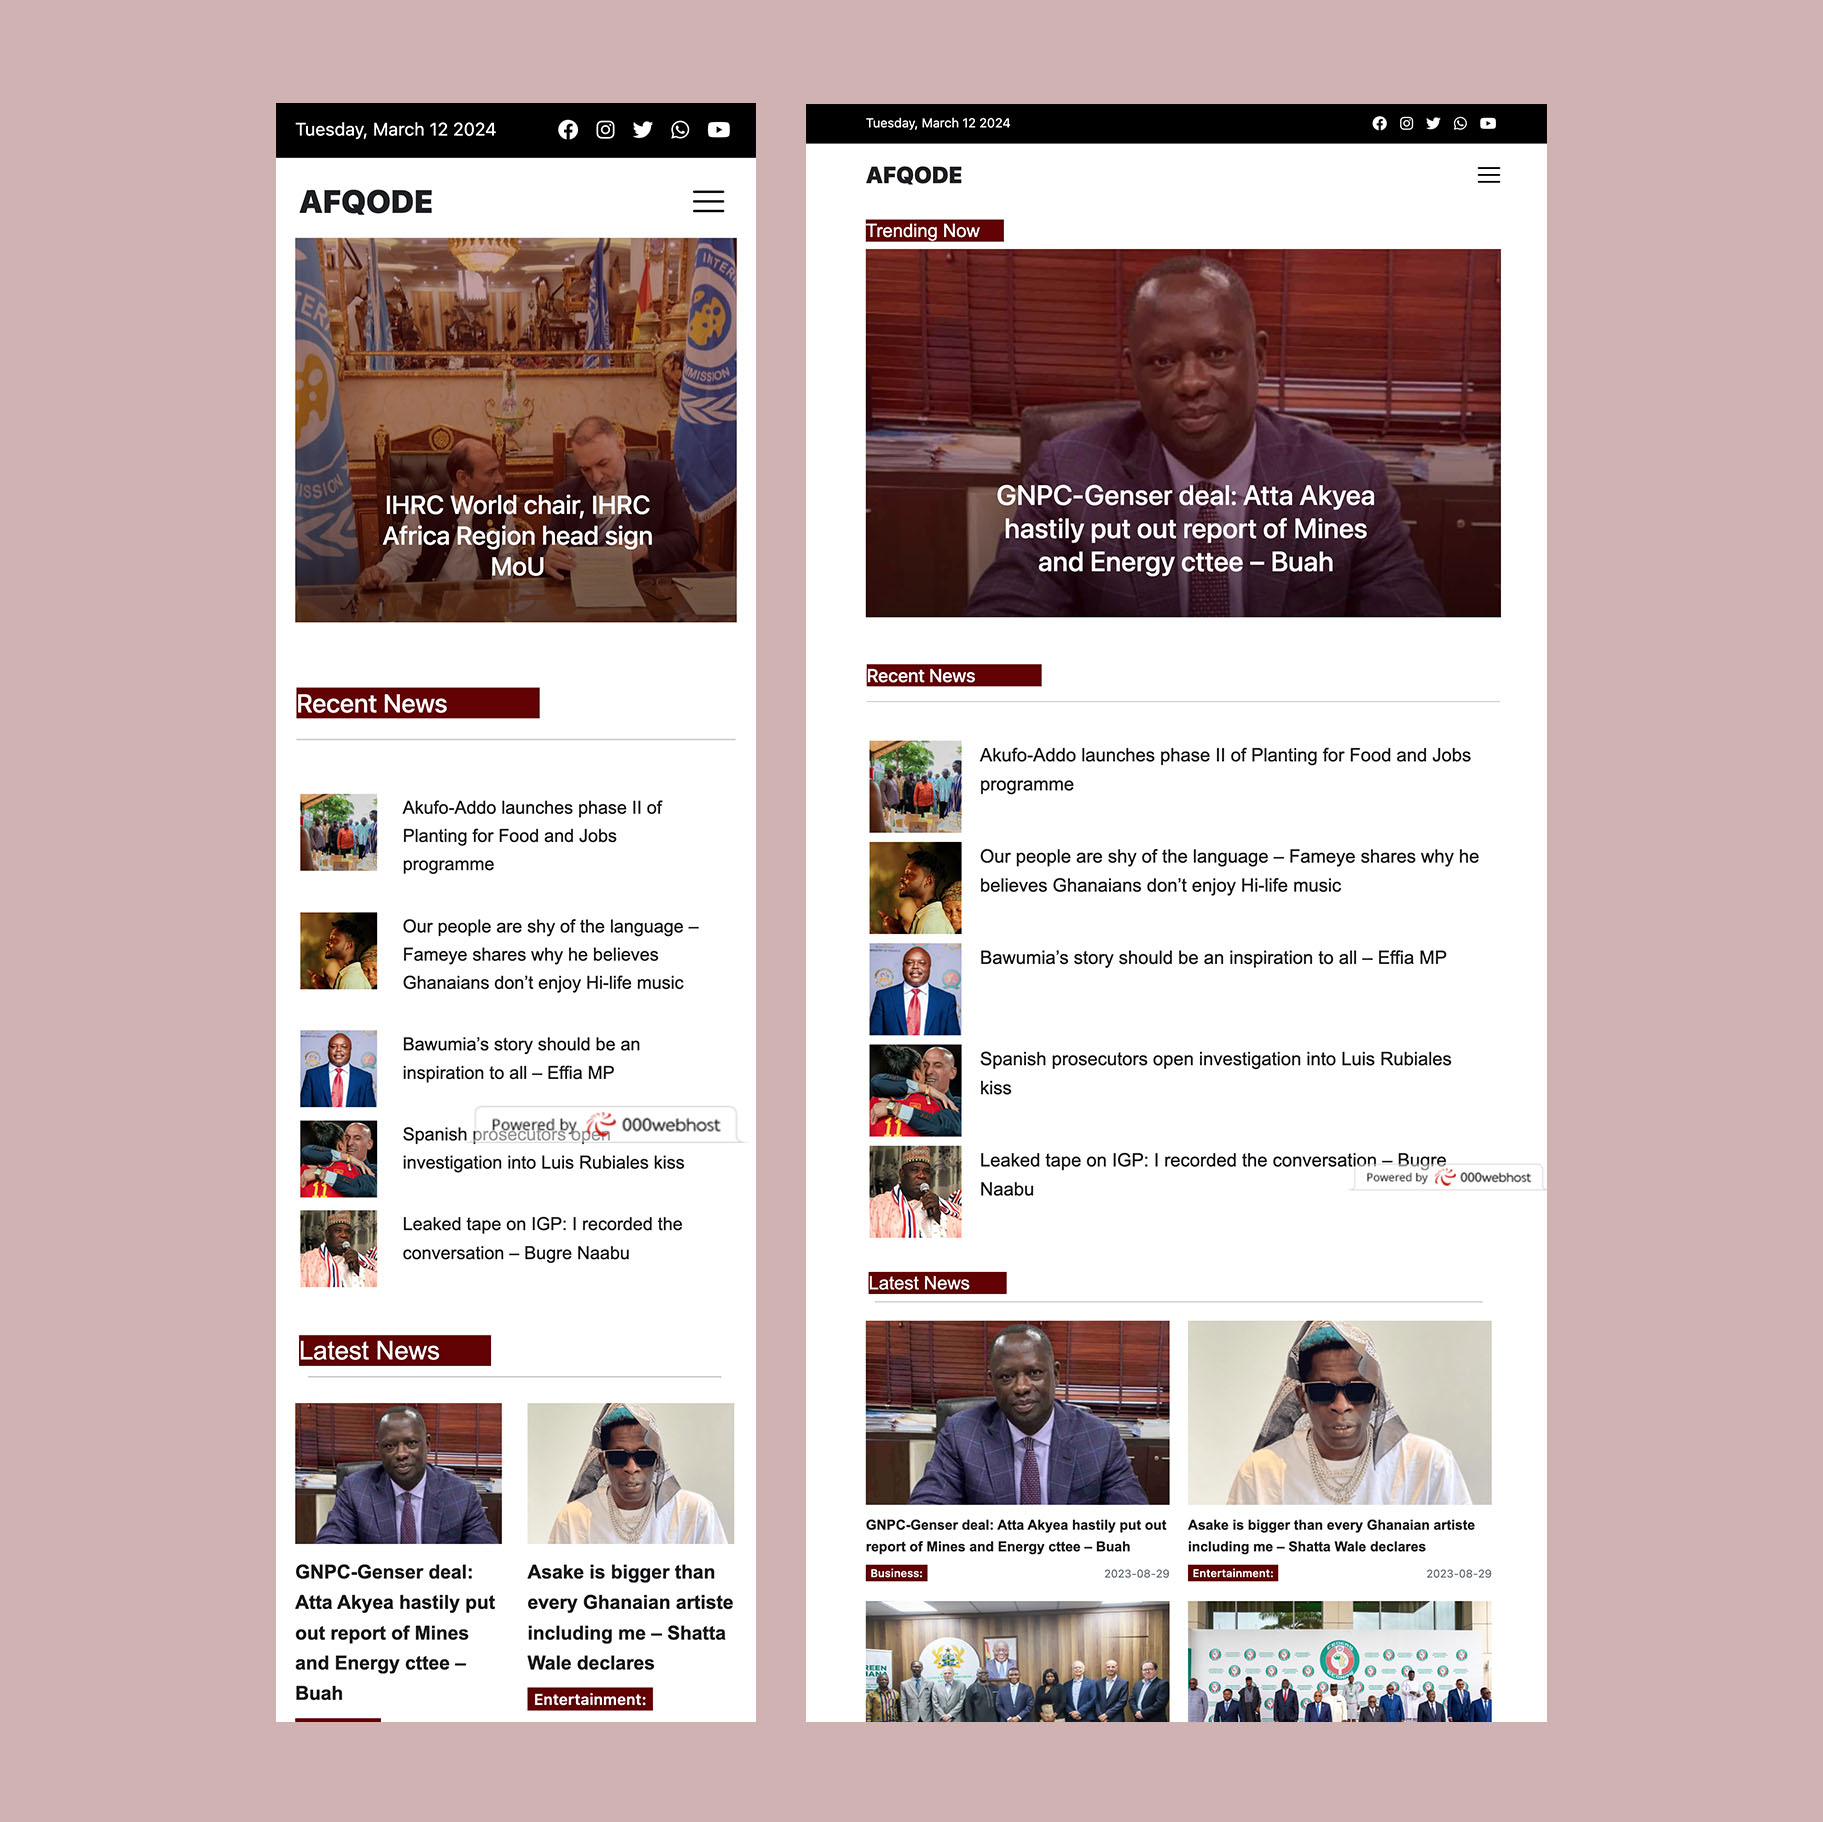 Tuesday, March 12 2024
AFQODE
INTER
MISSION
ISSION
IHRC World chair, IHRC
Africa Region head sign
MoU
Recent News
Akufo-Addo launches phase II of
Planting for Food and Jobs
programme
Our people are shy of the language –
Fameye shares why he believes
Ghanaians don’t enjoy Hi-life music
Bawumia’s story should be an
inspiration to all – Effia MP
Powered by 000webhost
Spanish prosecutors open
investigation into Luis Rubiales kiss
11
Leaked tape on IGP: I recorded the
conversation – Bugre Naabu
Latest News
GNPC-Genser deal:
Atta Akyea hastily put
out report of Mines
and Energy cttee –
Buah
Asake is bigger than
every Ghanaian artiste
including me – Shatta
Wale declares
Entertainment:
Tuesday, March 12 2024
AFQODE
Trending Now
GNPC-Genser deal: Atta Akyea
hastily put out report of Mines
and Energy cttee – Buah
Recent News
Akufo-Addo launches phase II of Planting for Food and Jobs
programme
Our people are shy of the language – Fameye shares why he
believes Ghanaians don’t enjoy Hi-life music
Bawumia’s story should be an inspiration to all – Effia MP
Spanish prosecutors open investigation into Luis Rubiales
kiss
11
Leaked tape on IGP: I recorded the conversation – Bugre
Naabu
Powered by 000webhost
Latest News
GNPC-Genser deal: Atta Akyea hastily put out
report of Mines and Energy cttee – Buah
Business: 2023-08-29
Asake is bigger than every Ghanaian artiste
including me – Shatta Wale declares
Entertainment: 2023-08-29